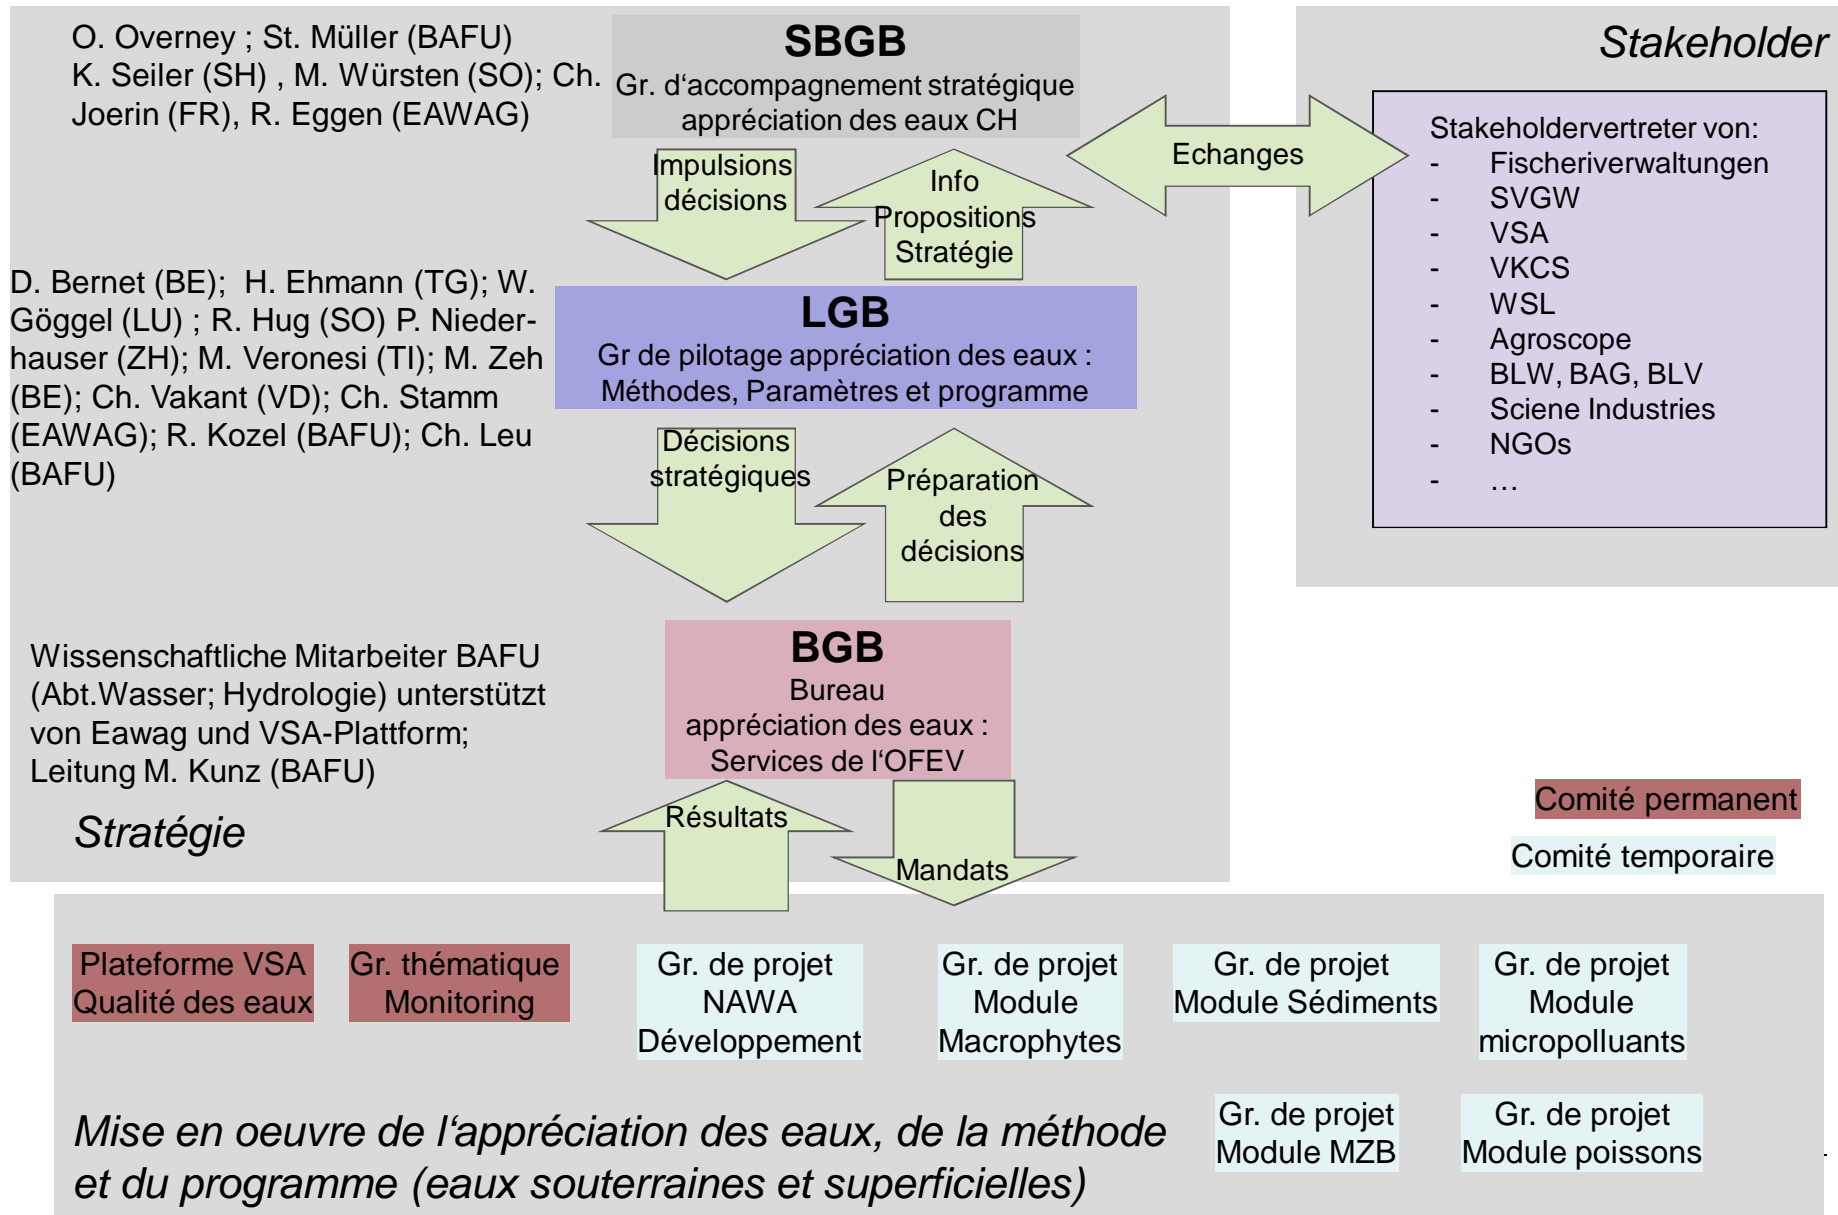 O. Overney ; St. Müller (BAFU)
K. Seiler (SH) , M. Würsten (SO); Ch.
Joerin (FR), R. Eggen (EAWAG)
SBGB
Gr. d‘accompagnement stratégique
appréciation des eaux CH
Stakeholder
Echanges
Stakeholdervertreter von:
- Fischeriverwaltungen
- SVGW
- VSA
- VKCS
- WSL
- Agroscope
- BLW, BAG, BLV
- Sciene Industries
- NGOs
- …
Impulsions
décisions
Info
Propositions
Stratégie
D. Bernet (BE); H. Ehmann (TG); W.
Göggel (LU) ; R. Hug (SO) P. Nieder-
hauser (ZH); M. Veronesi (TI); M. Zeh
(BE); Ch. Vakant (VD); Ch. Stamm
(EAWAG); R. Kozel (BAFU); Ch. Leu
(BAFU)
LGB
Gr de pilotage appréciation des eaux :
Méthodes, Paramètres et programme
Décisions
stratégiques
Préparation
des
décisions
Wissenschaftliche Mitarbeiter BAFU
(Abt.Wasser; Hydrologie) unterstützt
von Eawag und VSA-Plattform;
Leitung M. Kunz (BAFU)
BGB
Bureau
appréciation des eaux :
Services de l‘OFEV
Stratégie
Résultats
Mandats
Comité permanent
Comité temporaire
Plateforme VSA
Qualité des eaux
Gr. thématique
Monitoring
Gr. de projet
NAWA
Développement
Gr. de projet
Module
Macrophytes
Gr. de projet
Module Sédiments
Gr. de projet
Module
micropolluants
Gr. de projet
Module MZB
Gr. de projet
Module poissons
Mise en oeuvre de l‘appréciation des eaux, de la méthode
et du programme (eaux souterraines et superficielles)